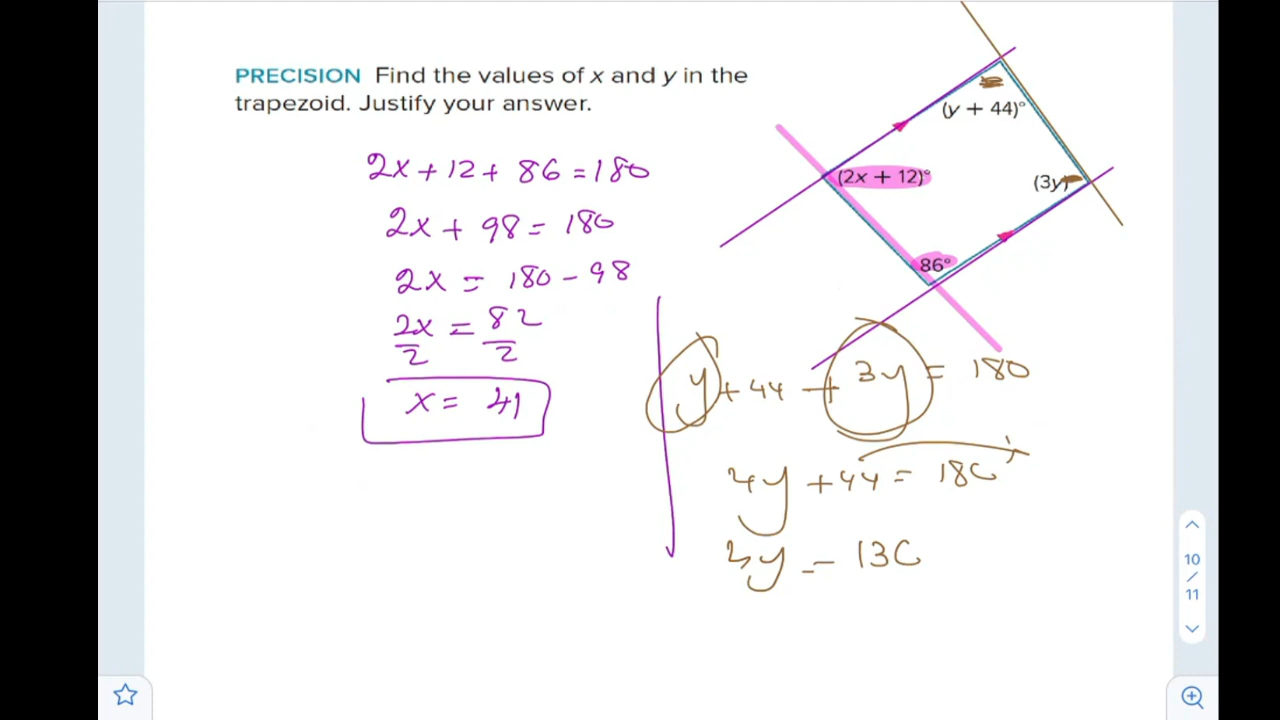 PRECISION Find the values of x and y in the
trapezoid. Justify your answer.
(y + 44)°
(2x + 12)°
(3y)
86°
2x + 12 + 86 = 180
2x + 98 = 180
2x = 180 - 98
2x/2 = 82/2
x = 41
y + 44 + 3y = 180
4y + 44 = 180
10
/
11